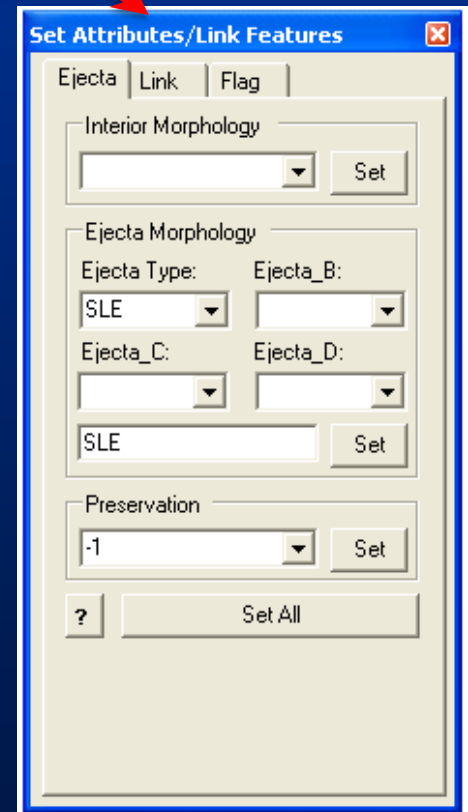 Set Attributes/Link Features
Ejecta Link Flag
Interior Morphology
Set
Ejecta Morphology
Ejecta Type: Ejecta_B:
SLE
Ejecta_C: Ejecta_D:
SLE Set
Preservation
-1 Set
? Set All